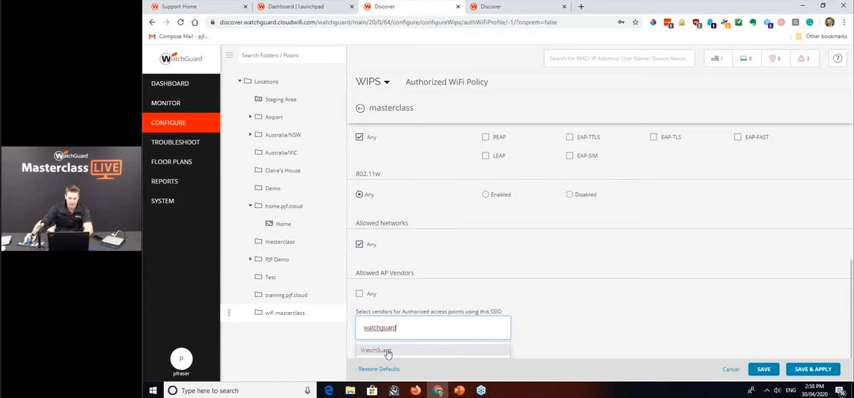 Support Home
Dashboard | Launchpad
Discover
Discover
discover.watchguard.cloudwifi.com/watchguard/main/20/0/64/configure/configureWips/authWiFiProfile/-1/?onprem=false
Compose Mail - pj@...
Other bookmarks
WatchGuard
Search Folders / Floors
Search for MAC/ IP Address/ User Name/ Device Name
1
0
0
3
DASHBOARD
MONITOR
CONFIGURE
TROUBLESHOOT
FLOOR PLANS
REPORTS
SYSTEM
P
pfraser
Locations
Staging Area
Airport
Australia/NSW
Australia/VIC
Claire's House
Demo
home.pjf.cloud
Home
masterclass
PJF Demo
Test
training.pjf.cloud
wifi masterclass
WIPS
Authorized WiFi Policy
masterclass
Any
PEAP
EAP-TTLS
EAP-TLS
EAP-FAST
LEAP
EAP-SIM
802.11w
Any
Enabled
Disabled
Allowed Networks
Any
Allowed AP Vendors
Any
Select vendors for Authorized access points using this SSID
watchguard
WatchGuard
Restore Defaults
Cancel
SAVE
SAVE & APPLY
WatchGuard
Masterclass LIVE
Type here to search
2:58 PM
30/04/2020